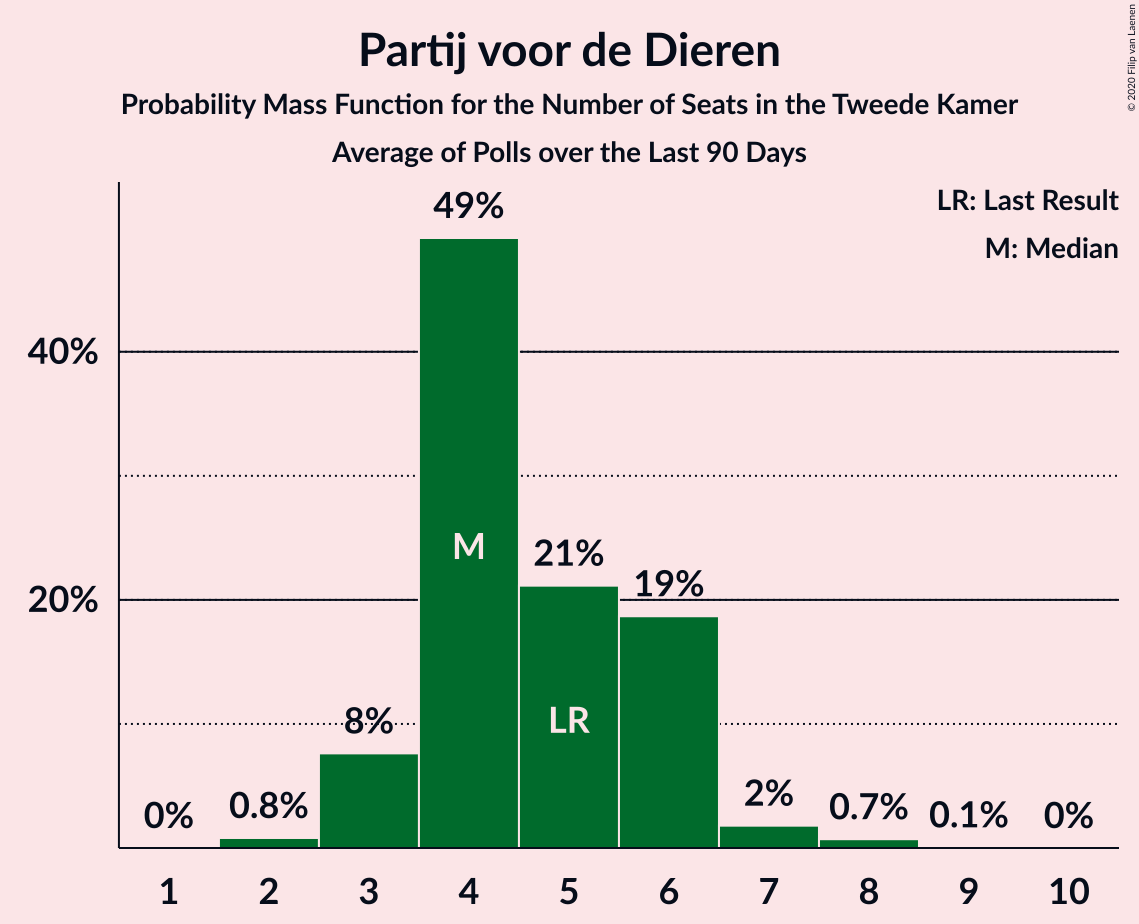 Partij voor de Dieren
Probability Mass Function for the Number of Seats in the Tweede Kamer
Average of Polls over the Last 90 Days
© 2020 Filip van Laenen
LR: Last Result
M: Median
49%
40%
M
21%
19%
20%
LR
8%
0%
0.8%
2%
0.7%
0.1%
0%
1 2 3 4 5 6 7 8 9 10